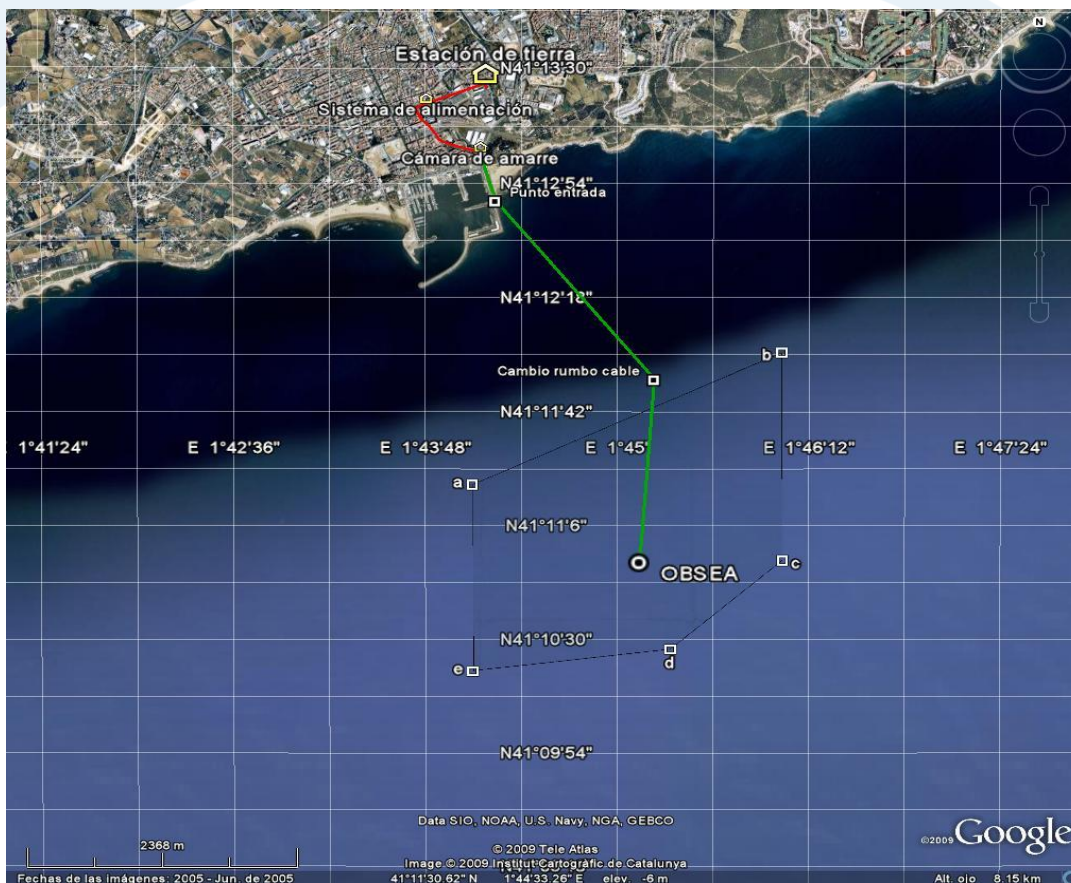 N
Estación de tierra
N41°13'30"
Sistema de alimentación
Cámara de amarre
N41°12'54"
Punto entrada
N41°12'18"
b
Cambio rumbo cable
N41°11'42"
E 1°41'24"
E 1°42'36"
E 1°43'48"
E 1°45'
E 1°46'12"
E 1°47'24"
a
N41°11'6"
c
OBSEA
N41°10'30"
d
e
N41°09'54"
Data SIO, NOAA, U.S. Navy, NGA, GEBCO
2368 m
© 2009 Tele Atlas
©2009 Google
Image © 2009 Institut Cartogràfic de Catalunya
Fechas de las imágenes: 2005 - Jun. de 2005
41°11'30.62" N
1°44'33.26" E
elev. -6 m
Alt. ojo 8.15 km